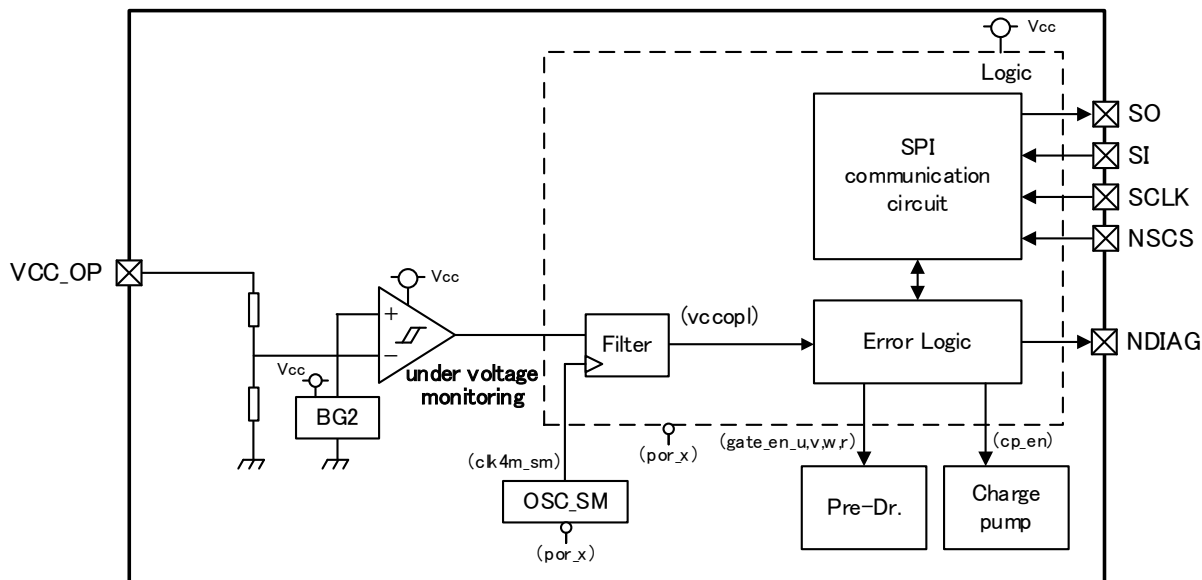 Vcc
Logic
SPI
communication
circuit
SO
SI
SCLK
NSCS
VCC_OP
Vcc
+
−
under voltage
monitoring
Vcc
BG2
Filter
(vccopl)
Error Logic
NDIAG
(clk4m_sm)
OSC_SM
(por_x)
(por_x)
(gate_en_u,v,w,r)
(cp_en)
Pre-Dr.
Charge
pump